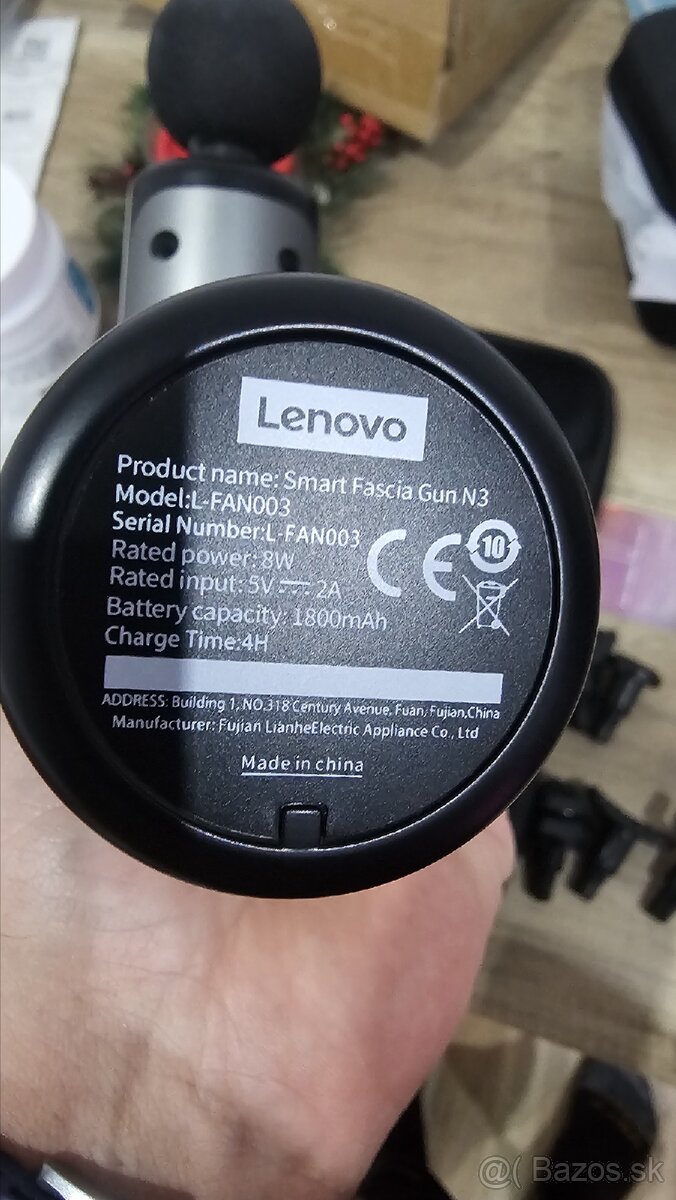 Lenovo
Product name: Smart Fascia Gun N3
Model:L-FAN003
Serial Number:L-FAN003
Rated power: 8W
Rated input: 5V⎓2A
Battery capacity: 1800mAh
Charge Time:4H
CE
10
ADDRESS: Building 1, NO.318 Century Avenue, Fuan, Fujian,China
Manufacturer: Fujian LianheElectric Appliance Co., Ltd
Made in china
@( Bazos.sk